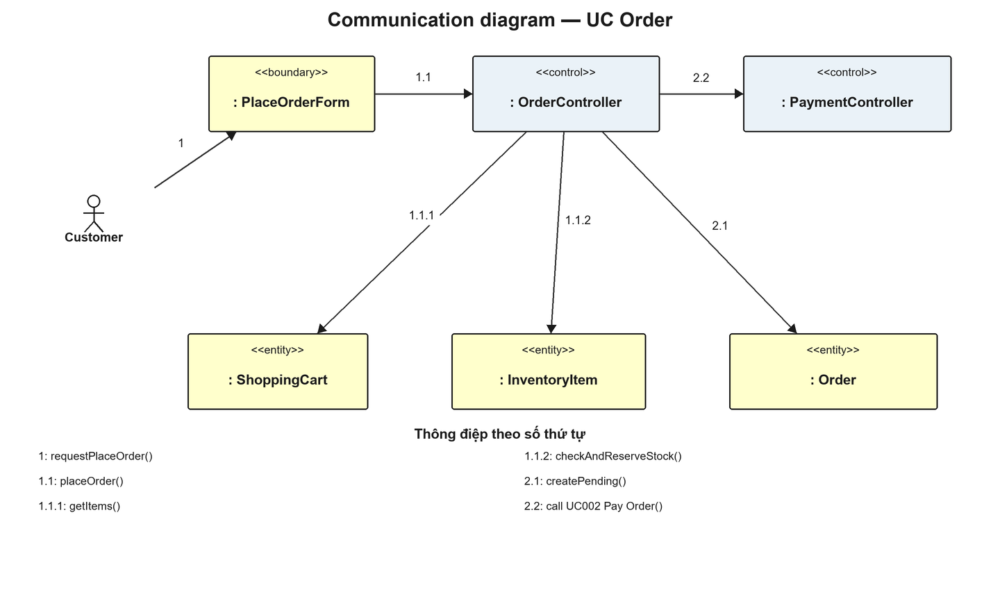 Communication diagram — UC Order
<<boundary>>
: PlaceOrderForm
1.1
<<control>>
: OrderController
2.2
<<control>>
: PaymentController
1
Customer
1.1.1
1.1.2
2.1
<<entity>>
: ShoppingCart
<<entity>>
: InventoryItem
<<entity>>
: Order
Thông điệp theo số thứ tự
1: requestPlaceOrder()
1.1: placeOrder()
1.1.1: getItems()
1.1.2: checkAndReserveStock()
2.1: createPending()
2.2: call UC002 Pay Order()